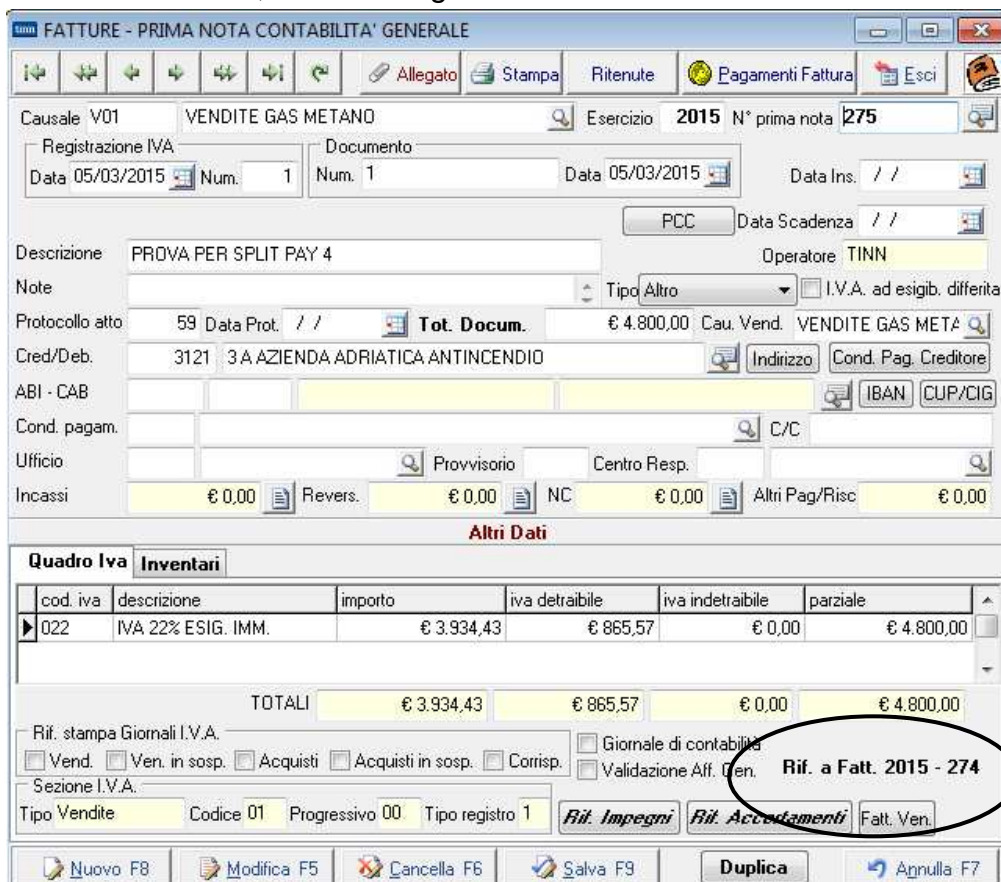 tinn FATTURE - PRIMA NOTA CONTABILITA' GENERALE
Allegato Stampa Ritenute Pagamenti Fattura Esci
Causale V01 VENDITE GAS METANO Esercizio 2015 N° prima nota 275
Registrazione IVA Documento
Data 05/03/2015 Num. 1 Num. 1 Data 05/03/2015 Data Ins. / /
PCC Data Scadenza / /
Descrizione PROVA PER SPLIT PAY 4 Operatore TINN
Note Tipo Altro I.V.A. ad esigib. differita
Protocollo atto 59 Data Prot. / / Tot. Docum. € 4.800,00 Cau. Vend. VENDITE GAS META
Cred/Deb. 3121 3 A AZIENDA ADRIATICA ANTINCENDIO Indirizzo Cond. Pag. Creditore
ABI - CAB IBAN CUP/CIG
Cond. pagam. C/C
Ufficio Provvisorio Centro Resp.
Incassi € 0,00 Revers. € 0,00 NC € 0,00 Altri Pag/Risc € 0,00
Altri Dati
Quadro Iva Inventari
cod. iva descrizione importo iva detraibile iva indetraibile parziale
022 IVA 22% ESIG. IMM. € 3.934,43 € 865,57 € 0,00 € 4.800,00
TOTALI € 3.934,43 € 865,57 € 0,00 € 4.800,00
Rif. stampa Giornali I.V.A. Giornale di contabilità
Vend. Ven. in sosp. Acquisti Acquisti in sosp. Corrisp. Validazione Aff. Gen. Rif. a Fatt. 2015 - 274
Sezione I.V.A.
Tipo Vendite Codice 01 Progressivo 00 Tipo registro 1 Rif. Impegni Rif. Accertamenti Fatt. Ven.
Nuovo F8 Modifica F5 Cancella F6 Salva F9 Duplica Annulla F7